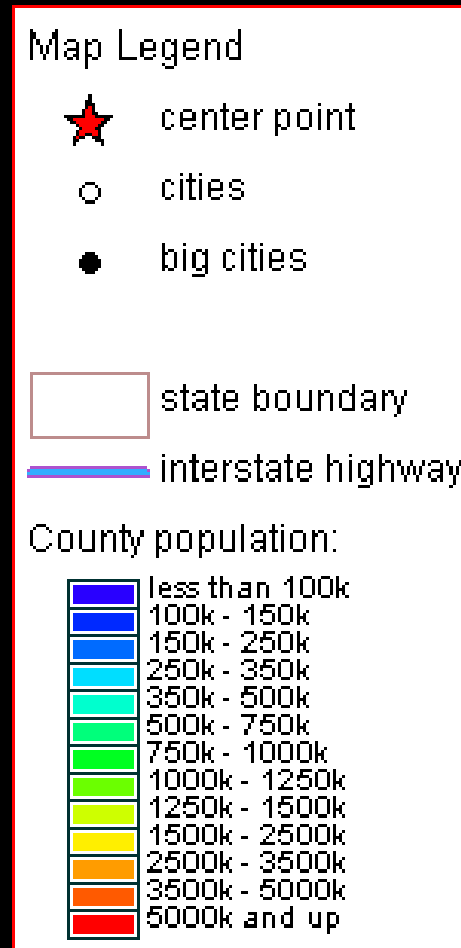 Map Legend
center point
cities
big cities
state boundary
interstate highway
County population:
less than 100k
100k - 150k
150k - 250k
250k - 350k
350k - 500k
500k - 750k
750k - 1000k
1000k - 1250k
1250k - 1500k
1500k - 2500k
2500k - 3500k
3500k - 5000k
5000k and up